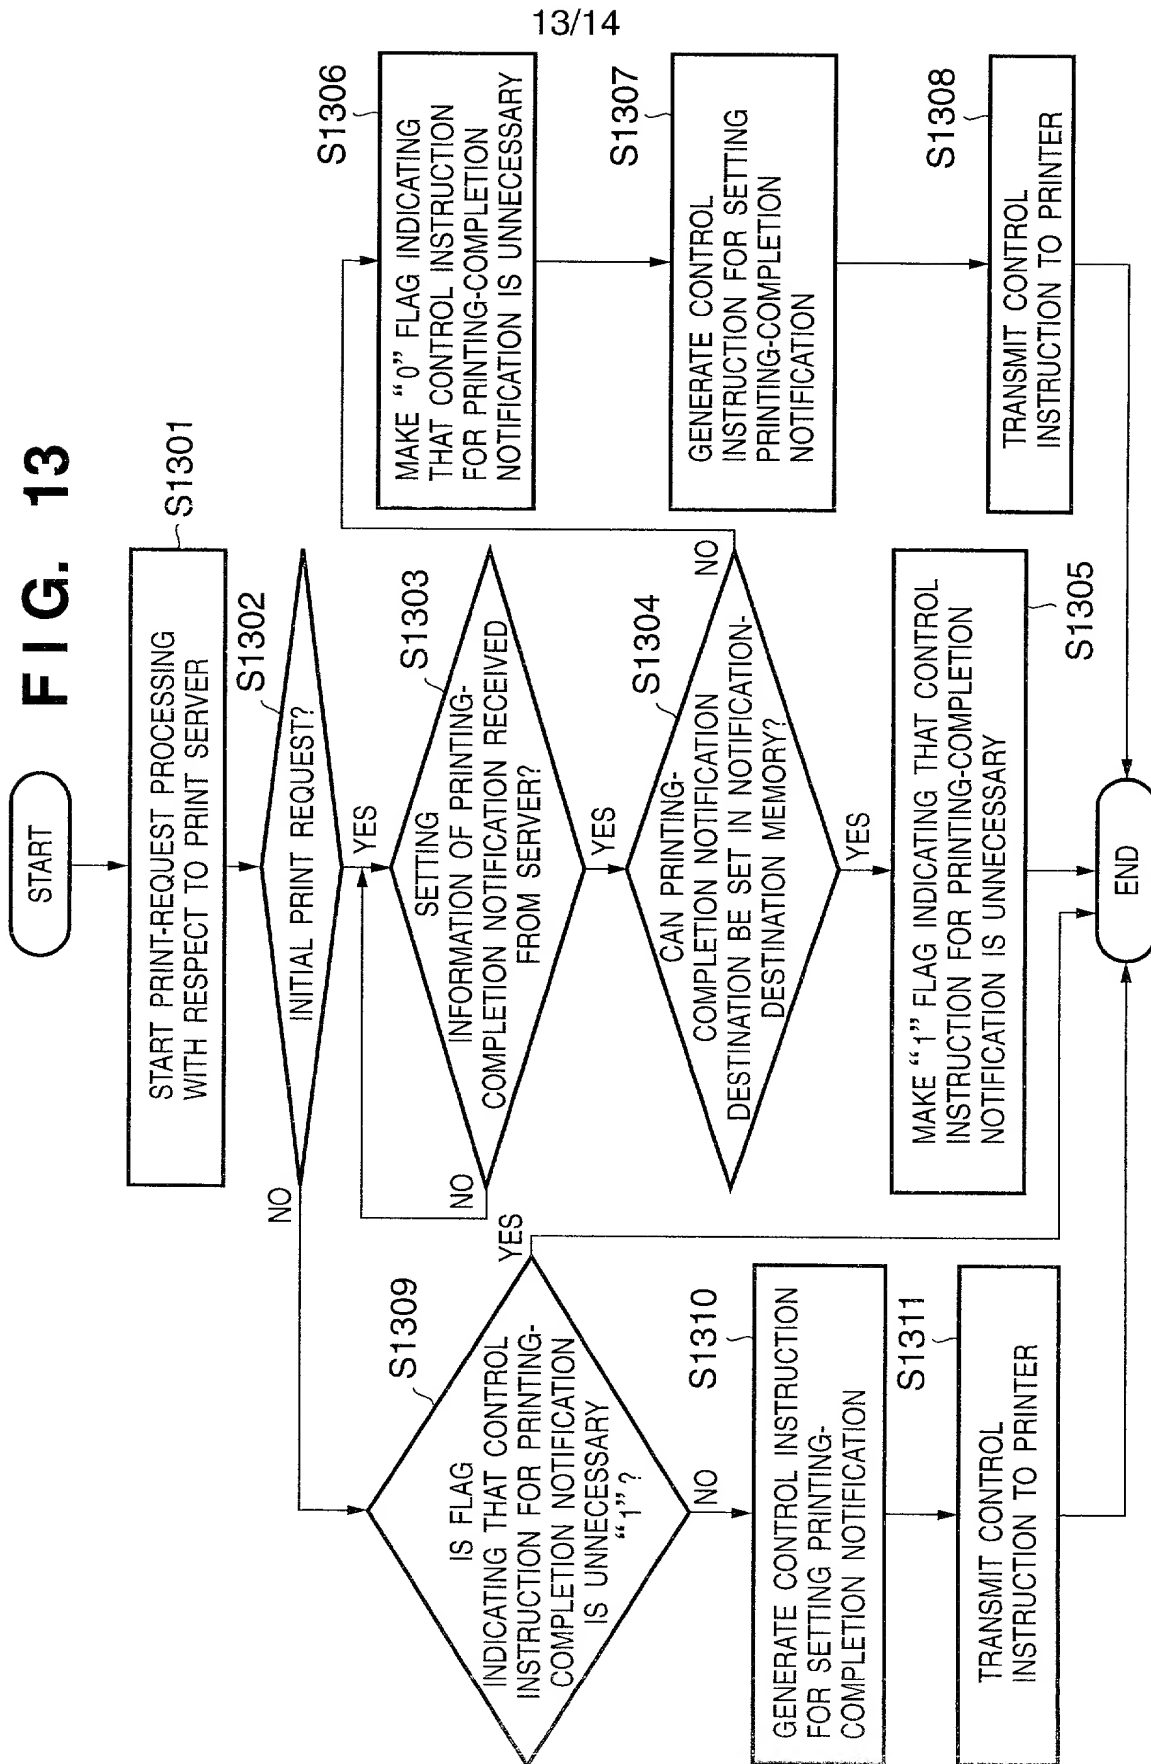 13/14
FIG. 13
START
S1301
START PRINT-REQUEST PROCESSING
WITH RESPECT TO PRINT SERVER
S1302
INITIAL PRINT REQUEST?
NO
YES
S1303
SETTING
INFORMATION OF PRINTING-
COMPLETION NOTIFICATION RECEIVED
FROM SERVER?
NO
YES
S1304
CAN PRINTING-
COMPLETION NOTIFICATION
DESTINATION BE SET IN NOTIFICATION-
DESTINATION MEMORY?
NO
YES
MAKE “1” FLAG INDICATING THAT CONTROL
INSTRUCTION FOR PRINTING-COMPLETION
NOTIFICATION IS UNNECESSARY
S1305
S1306
MAKE “0” FLAG INDICATING
THAT CONTROL INSTRUCTION
FOR PRINTING-COMPLETION
NOTIFICATION IS UNNECESSARY
S1307
GENERATE CONTROL
INSTRUCTION FOR SETTING
PRINTING-COMPLETION
NOTIFICATION
S1308
TRANSMIT CONTROL
INSTRUCTION TO PRINTER
S1309
IS FLAG
INDICATING THAT CONTROL
INSTRUCTION FOR PRINTING-
COMPLETION NOTIFICATION
IS UNNECESSARY
“1”?
YES
NO
S1310
GENERATE CONTROL INSTRUCTION
FOR SETTING PRINTING-
COMPLETION NOTIFICATION
S1311
TRANSMIT CONTROL
INSTRUCTION TO PRINTER
END